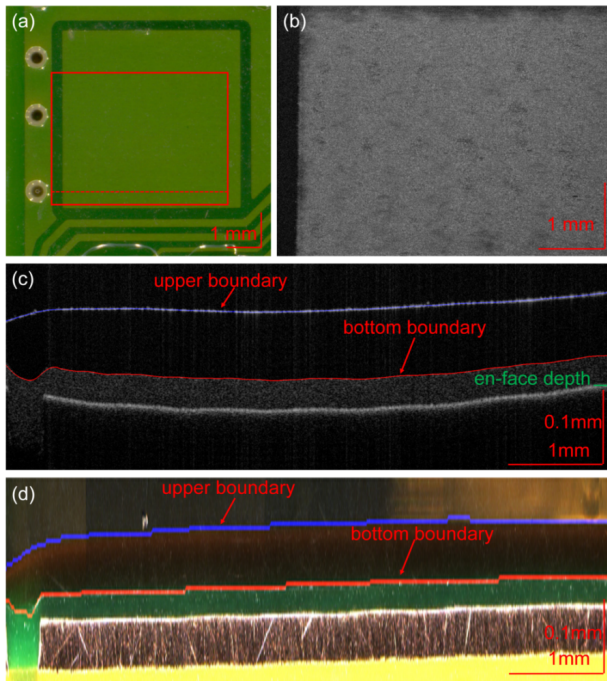 (a)
1 mm
(b)
1 mm
(c)
upper boundary
bottom boundary
en-face depth
0.1mm
1mm
(d)
upper boundary
bottom boundary
0.1mm
1mm